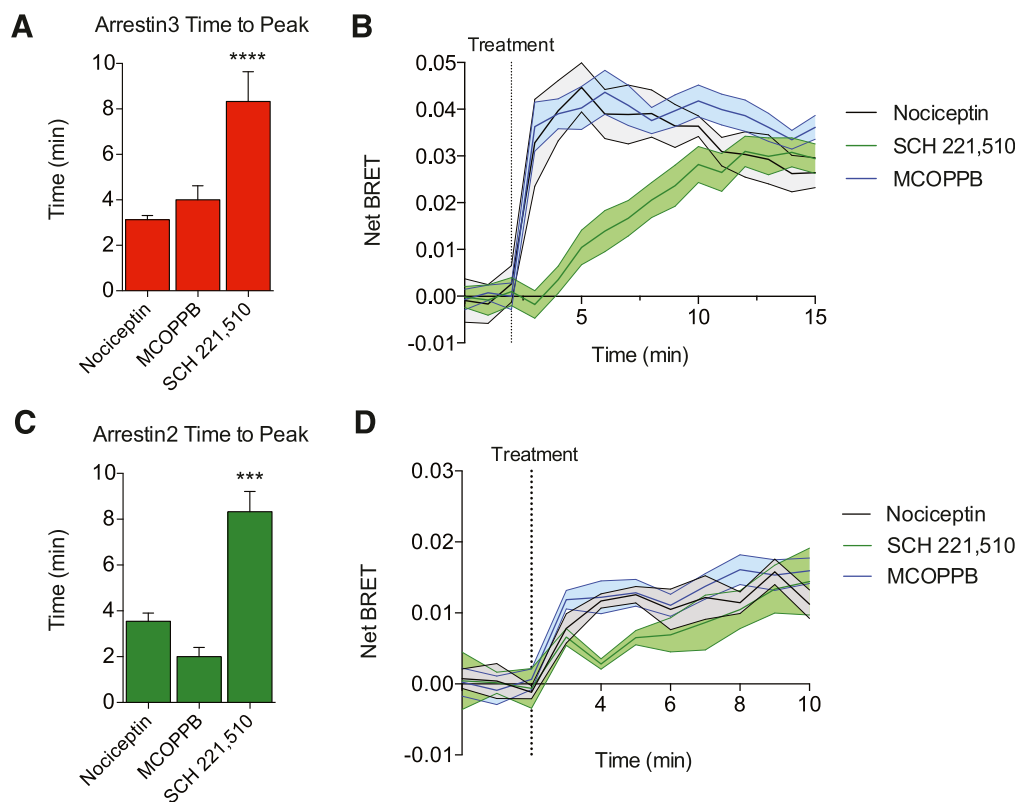 A
Arrestin3 Time to Peak
****
10
8
6
4
2
0
Time (min)
Nociceptin
MCOPPB
SCH 221,510
B
Treatment
0.05
0.04
0.03
0.02
0.01
0.00
-0.01
Net BRET
5
10
15
Time (min)
Nociceptin
SCH 221,510
MCOPPB
C
Arrestin2 Time to Peak
***
10
8
6
4
2
0
Time (min)
Nociceptin
MCOPPB
SCH 221,510
D
Treatment
0.03
0.02
0.01
0.00
-0.01
Net BRET
4
6
8
10
Time (min)
Nociceptin
SCH 221,510
MCOPPB